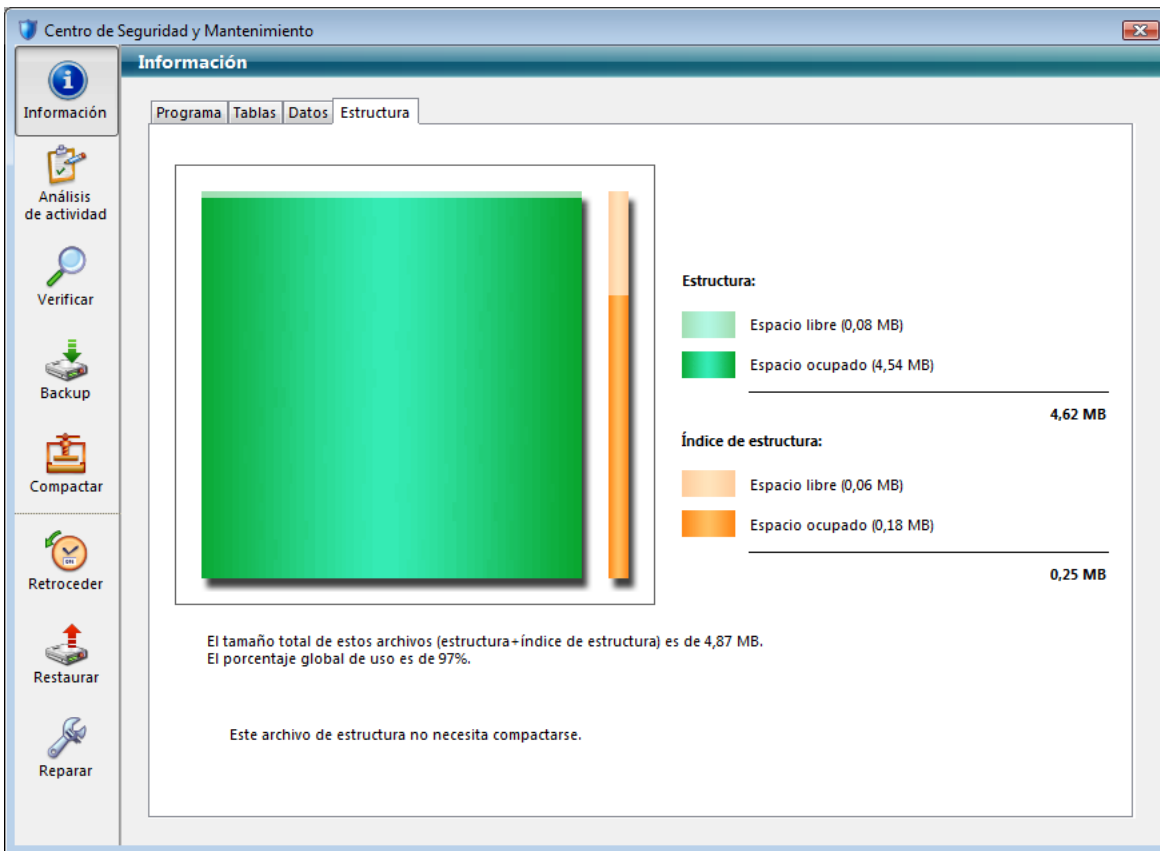 Centro de Seguridad y Mantenimiento
Información
Información
Análisis
de actividad
Verificar
Backup
Compactar
Retroceder
Restaurar
Reparar
Programa Tablas Datos Estructura
Estructura:
Espacio libre (0,08 MB)
Espacio ocupado (4,54 MB)
4,62 MB
Índice de estructura:
Espacio libre (0,06 MB)
Espacio ocupado (0,18 MB)
0,25 MB
El tamaño total de estos archivos (estructura+índice de estructura) es de 4,87 MB.
El porcentaje global de uso es de 97%.
Este archivo de estructura no necesita compactarse.